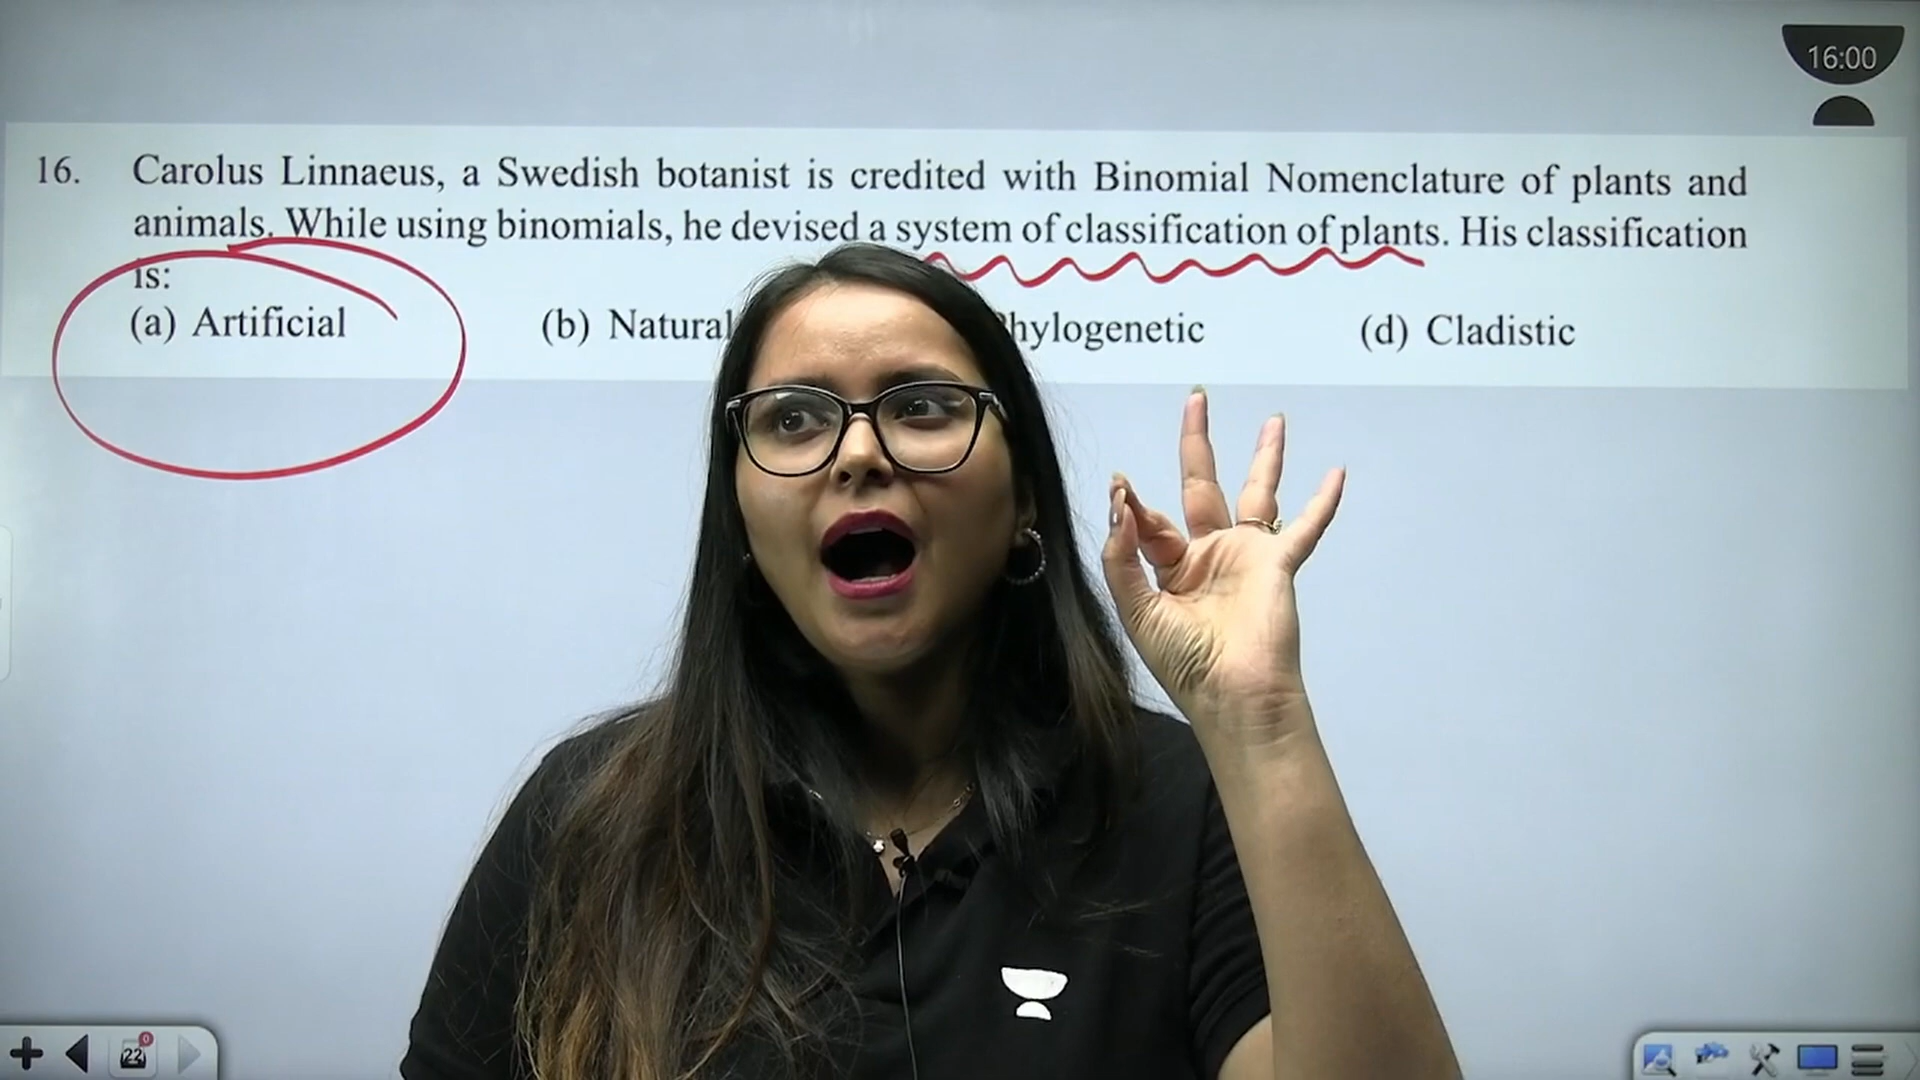 16:00
16. Carolus Linnaeus, a Swedish botanist is credited with Binomial Nomenclature of plants and
animals. While using binomials, he devised a system of classification of plants. His classification
is:
(a) Artificial (b) Natural hylogenetic (d) Cladistic
22
0